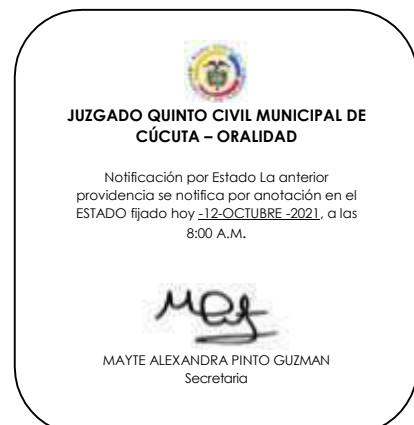 JUZGADO QUINTO CIVIL MUNICIPAL DE
CÚCUTA – ORALIDAD
Notificación por Estado La anterior
providencia se notifica por anotación en el
ESTADO fijado hoy -12-OCTUBRE -2021, a las
8:00 A.M.
MAYTE ALEXANDRA PINTO GUZMAN
Secretaria